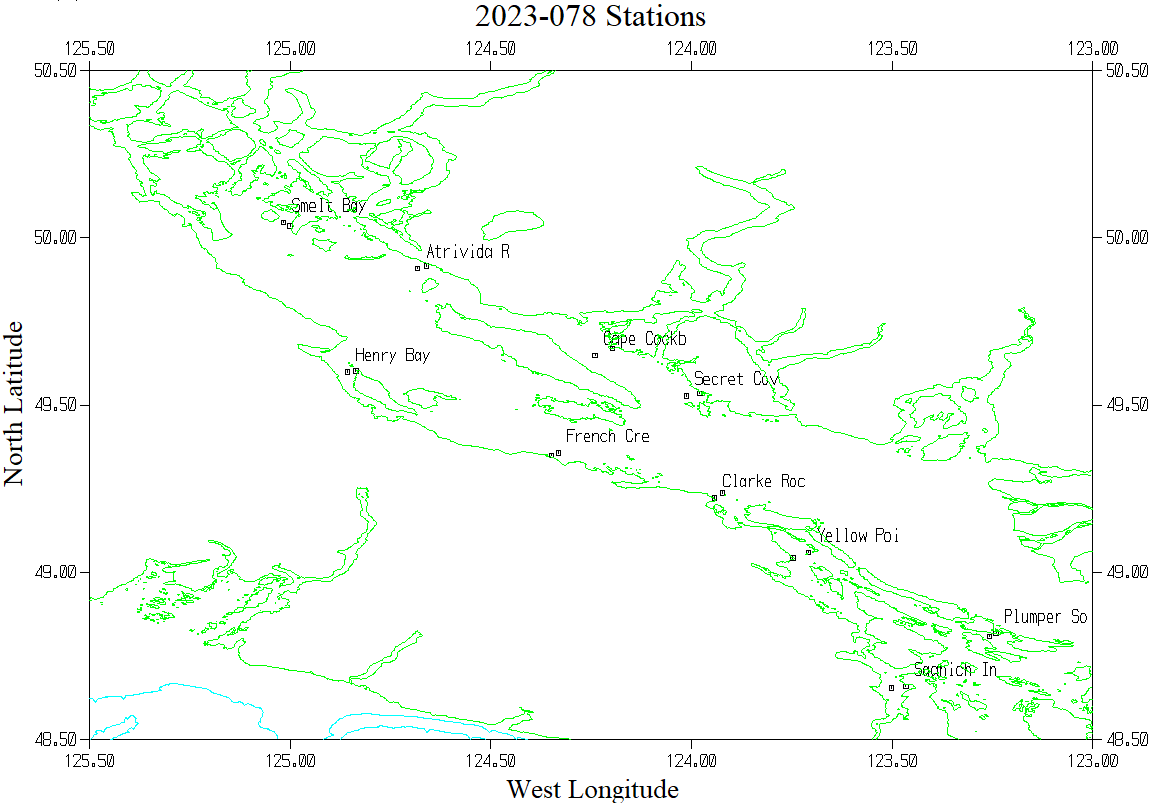 2023-078 Stations
125.50 125.00 124.50 124.00 123.50 123.00
50.50 50.50
Smelt Bay
50.00 50.00
Atrivida R
Cape Cockb
Henry Bay
Secret Cov
49.50 49.50
French Cre
Clarke Roc
Yellow Poi
49.00 49.00
Plumper So
Saanich In
48.50 48.50
125.50 125.00 124.50 124.00 123.50 123.00
West Longitude
North Latitude